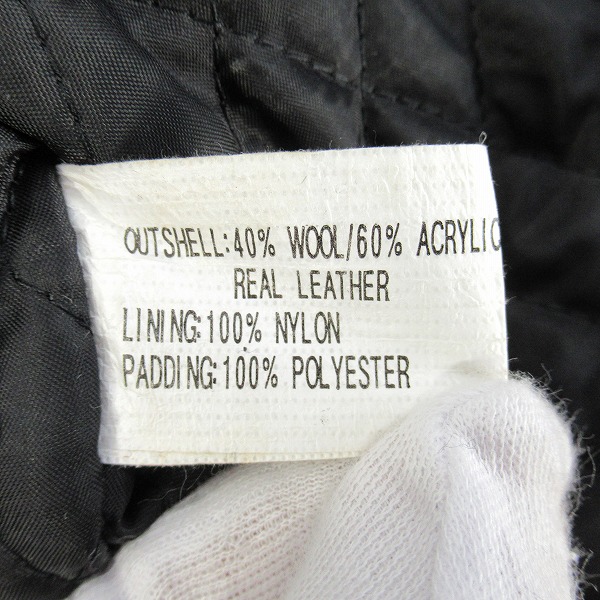 OUTSHELL:40% WOOL/60% ACRYLIC
REAL LEATHER
LINING:100% NYLON
PADDING:100% POLYESTER